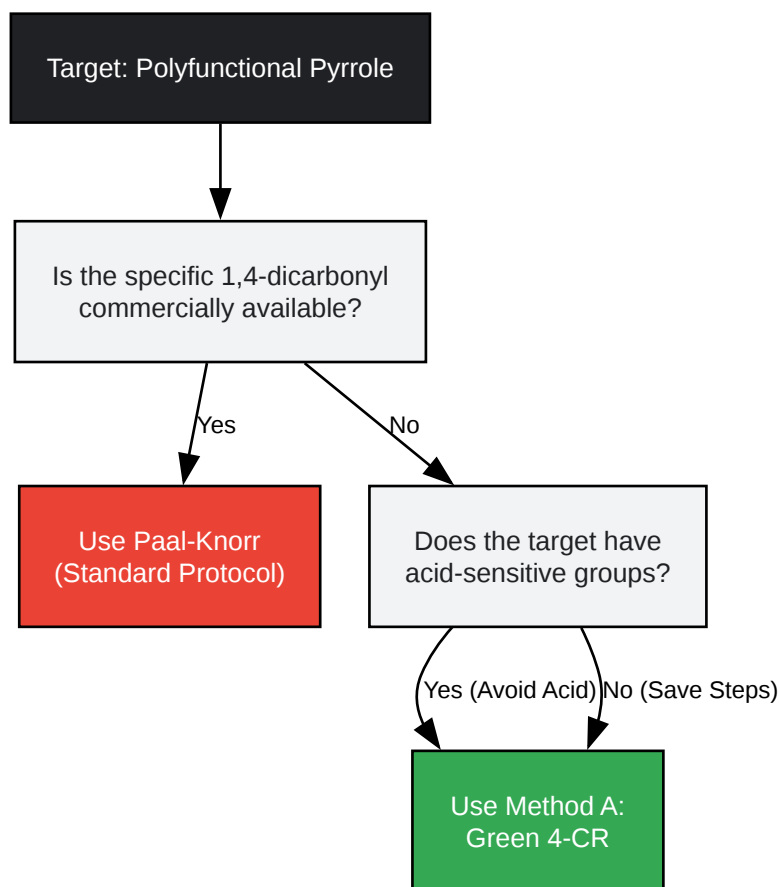 Target: Polyfunctional Pyrrole
Is the specific 1,4-dicarbonyl
commercially available?
Yes
No
Use Paal-Knorr
(Standard Protocol)
Does the target have
acid-sensitive groups?
Yes (Avoid Acid)
No (Save Steps)
Use Method A:
Green 4-CR